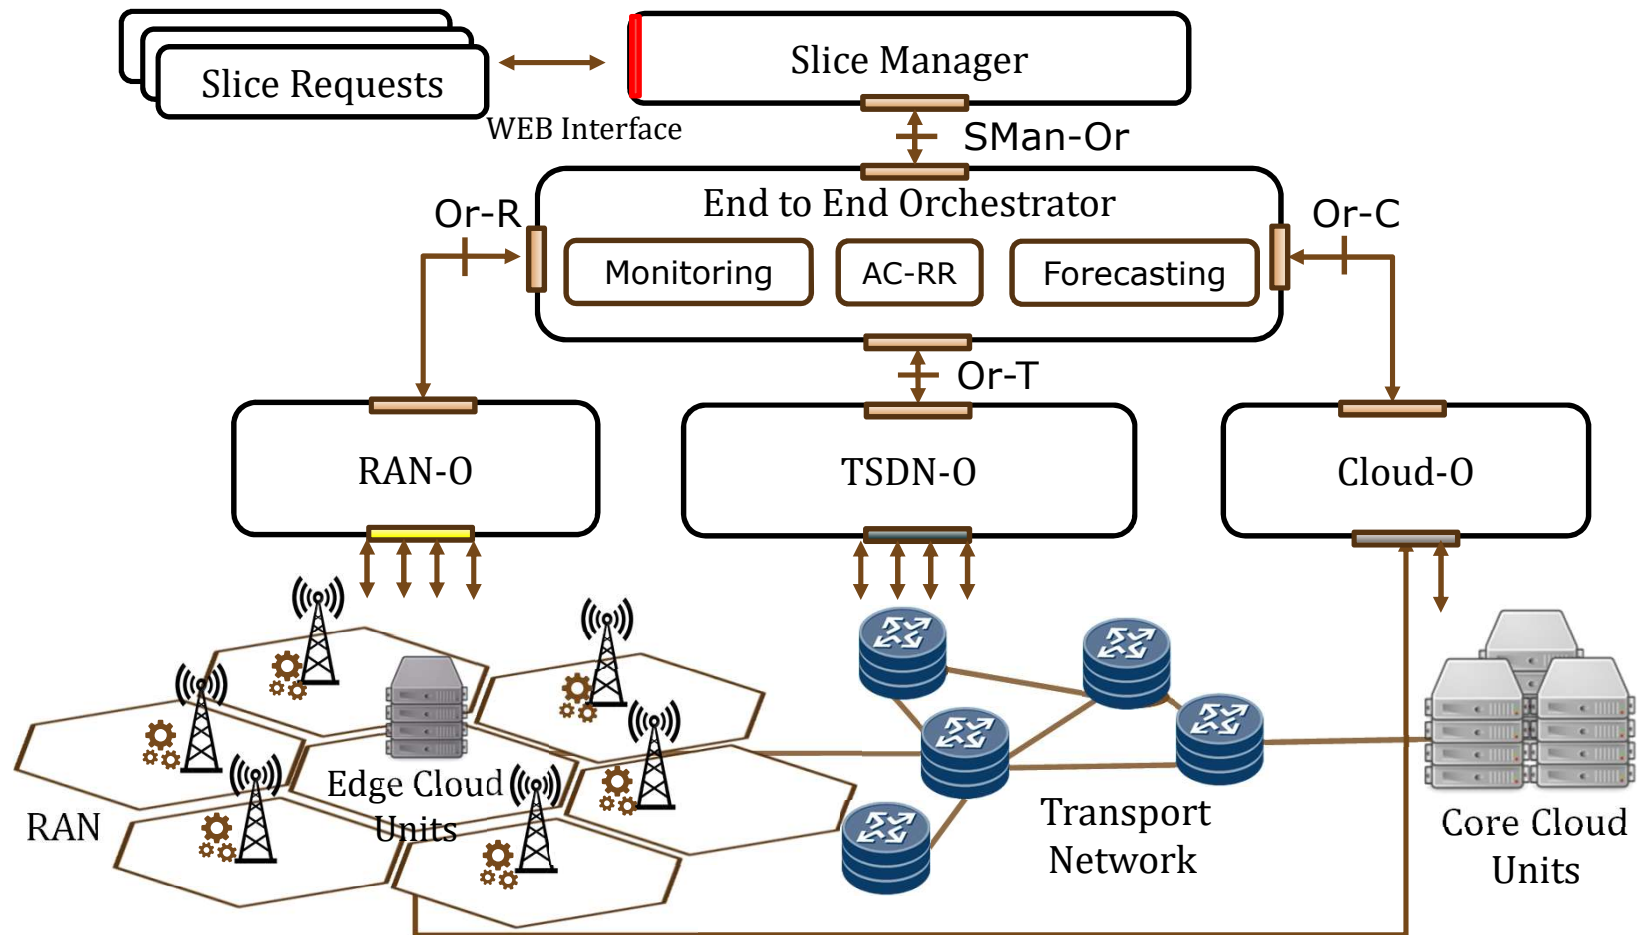 Slice Requests
Slice Manager
WEB Interface
SMan-Or
End to End Orchestrator
Or-R
Or-C
Monitoring
AC-RR
Forecasting
Or-T
RAN-O
TSDN-O
Cloud-O
Edge Cloud
Units
RAN
Transport
Network
Core Cloud
Units